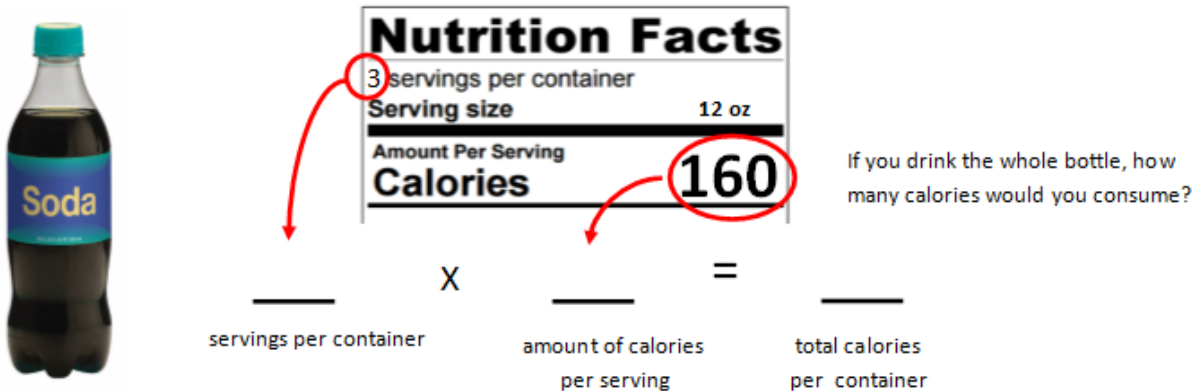 Nutrition Facts
3 servings per container
Serving size 12 oz
Amount Per Serving
Calories 160
If you drink the whole bottle, how
many calories would you consume?
Soda
X =
servings per container
amount of calories
per serving
total calories
per container